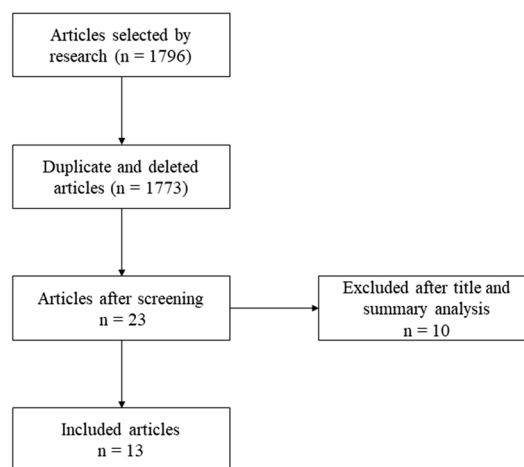 Articles selected by
research (n = 1796)
Duplicate and deleted
articles (n = 1773)
Articles after screening
n = 23
Excluded after title and
summary analysis
n = 10
Included articles
n = 13